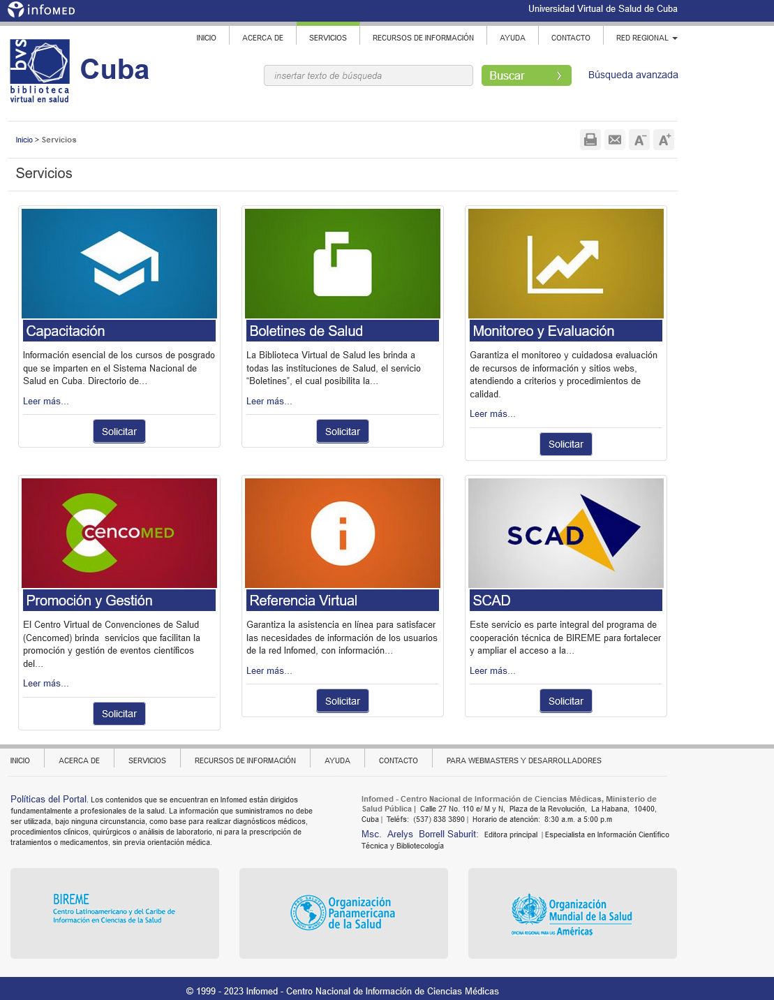 infoMED
Universidad Virtual de Salud de Cuba
INICIO
ACERCA DE
SERVICIOS
RECURSOS DE INFORMACIÓN
AYUDA
CONTACTO
RED REGIONAL
bvs
biblioteca
virtual en salud
Cuba
insertar texto de búsqueda
Buscar
Búsqueda avanzada
Inicio > Servicios
A-
A+
Servicios
Capacitación
Información esencial de los cursos de posgrado
que se imparten en el Sistema Nacional de
Salud en Cuba. Directorio de...
Leer más...
Solicitar
Boletines de Salud
La Biblioteca Virtual de Salud les brinda a
todas las instituciones de Salud, el servicio
“Boletines”, el cual posibilita la...
Leer más...
Solicitar
Monitoreo y Evaluación
Garantiza el monitoreo y cuidadosa evaluación
de recursos de información y sitios webs,
atendiendo a criterios y procedimientos de
calidad.
Leer más...
Solicitar
cencoMED
Promoción y Gestión
El Centro Virtual de Convenciones de Salud
(Cencomed) brinda  servicios que facilitan la
promoción y gestión de eventos científicos
del...
Leer más...
Solicitar
Referencia Virtual
Garantiza la asistencia en línea para satisfacer
las necesidades de información de los usuarios
de la red Infomed, con información...
Leer más...
Solicitar
SCAD
SCAD
Este servicio es parte integral del programa de
cooperación técnica de BIREME para fortalecer
y ampliar el acceso a la...
Leer más...
Solicitar
INICIO
ACERCA DE
SERVICIOS
RECURSOS DE INFORMACIÓN
AYUDA
CONTACTO
PARA WEBMASTERS Y DESARROLLADORES
Políticas del Portal. Los contenidos que se encuentran en Infomed están dirigidos
fundamentalmente a profesionales de la salud. La información que suministramos no debe
ser utilizada, bajo ninguna circunstancia, como base para realizar diagnósticos médicos,
procedimientos clínicos, quirúrgicos o análisis de laboratorio, ni para la prescripción de
tratamientos o medicamentos, sin previa orientación médica.
Infomed - Centro Nacional de Información de Ciencias Médicas, Ministerio de
Salud Pública | Calle 27 No. 110 e/ M y N, Plaza de la Revolución, La Habana, 10400,
Cuba | Teléfs: (537) 838 3890 | Horario de atención: 8:30 a.m. a 5:00 p.m
Msc. Arelys Borrell Saburit: Editora principal | Especialista en Información Científico
Técnica y Bibliotecología
BIREME
Centro Latinoamericano y del Caribe de
Información en Ciencias de la Salud
Organización
Panamericana
de la Salud
Organización
Mundial de la Salud
OFICINA REGIONAL PARA LAS Américas
© 1999 - 2023 Infomed - Centro Nacional de Información de Ciencias Médicas